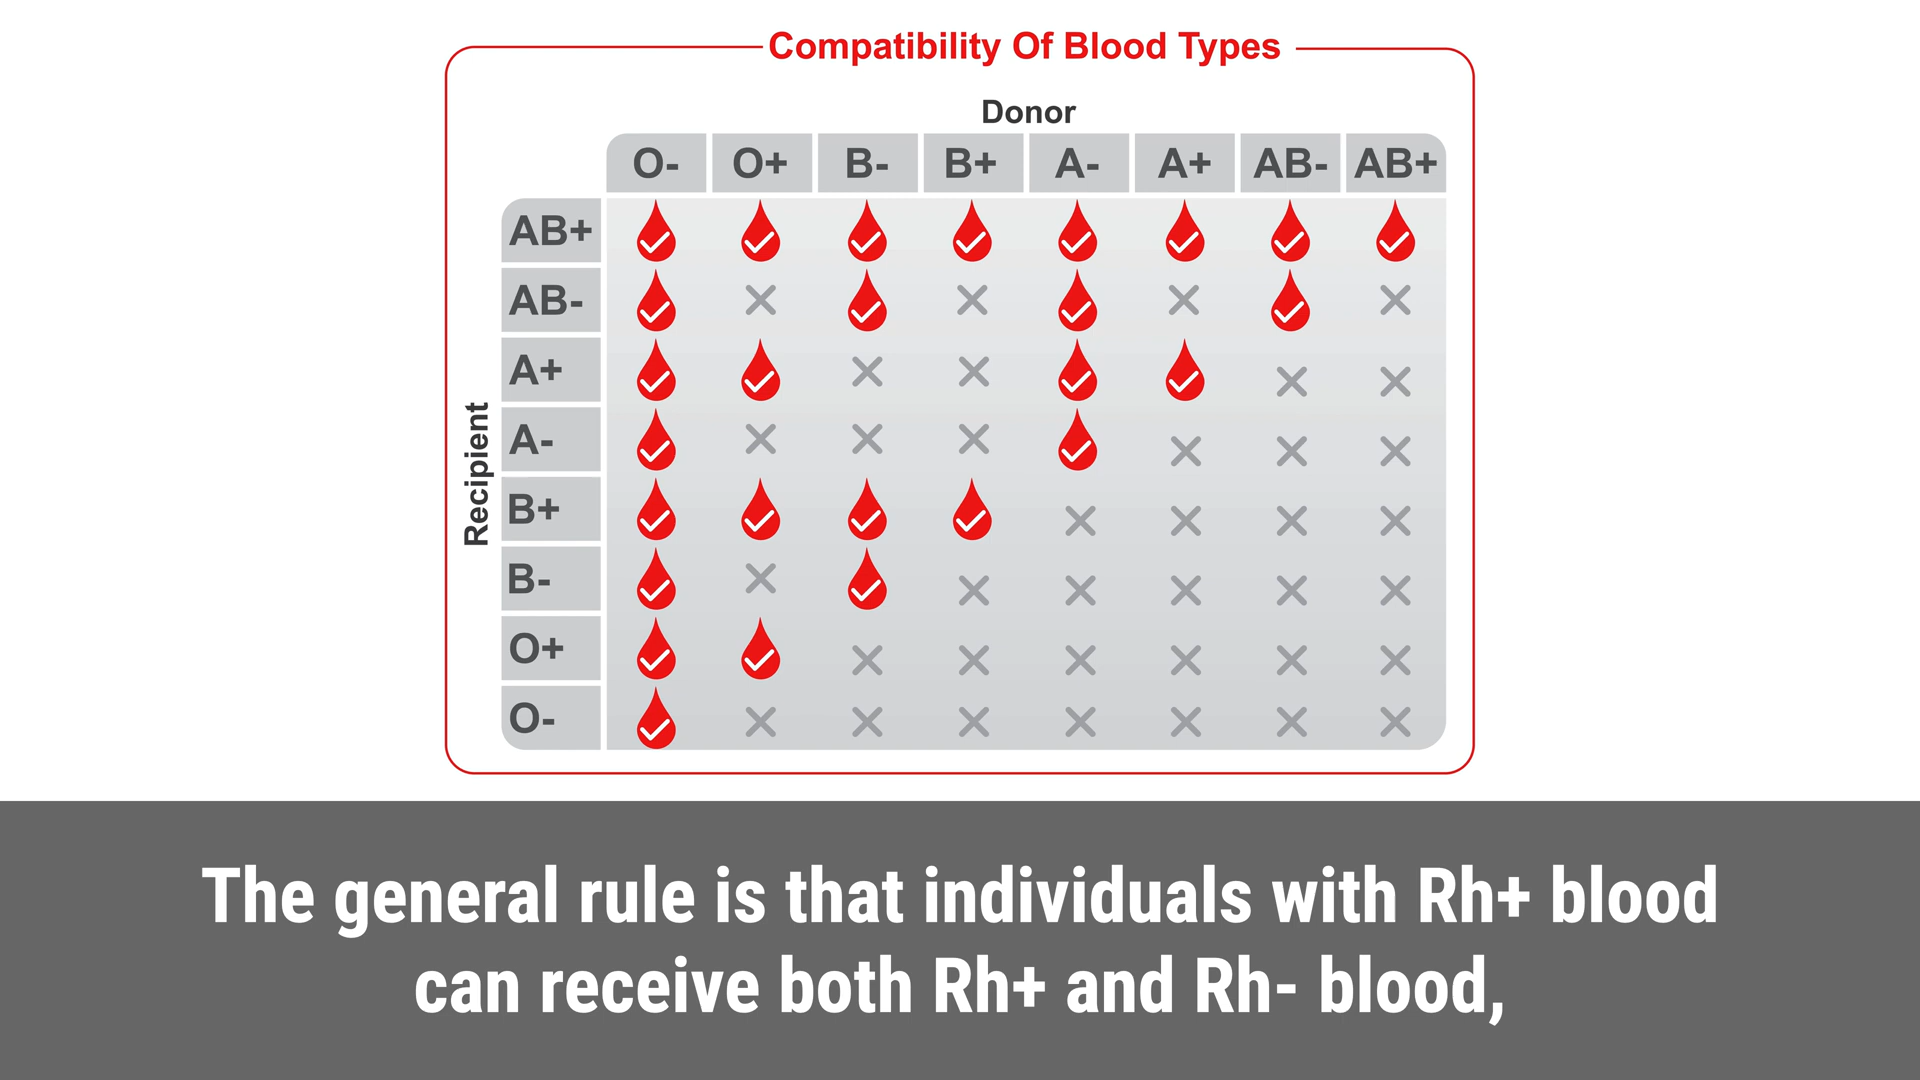 Compatibility Of Blood Types
Donor
O- O+ B- B+ A- A+ AB- AB+
Recipient
AB+
AB-
A+
A-
B+
B-
O+
O-
The general rule is that individuals with Rh+ blood
can receive both Rh+ and Rh- blood,